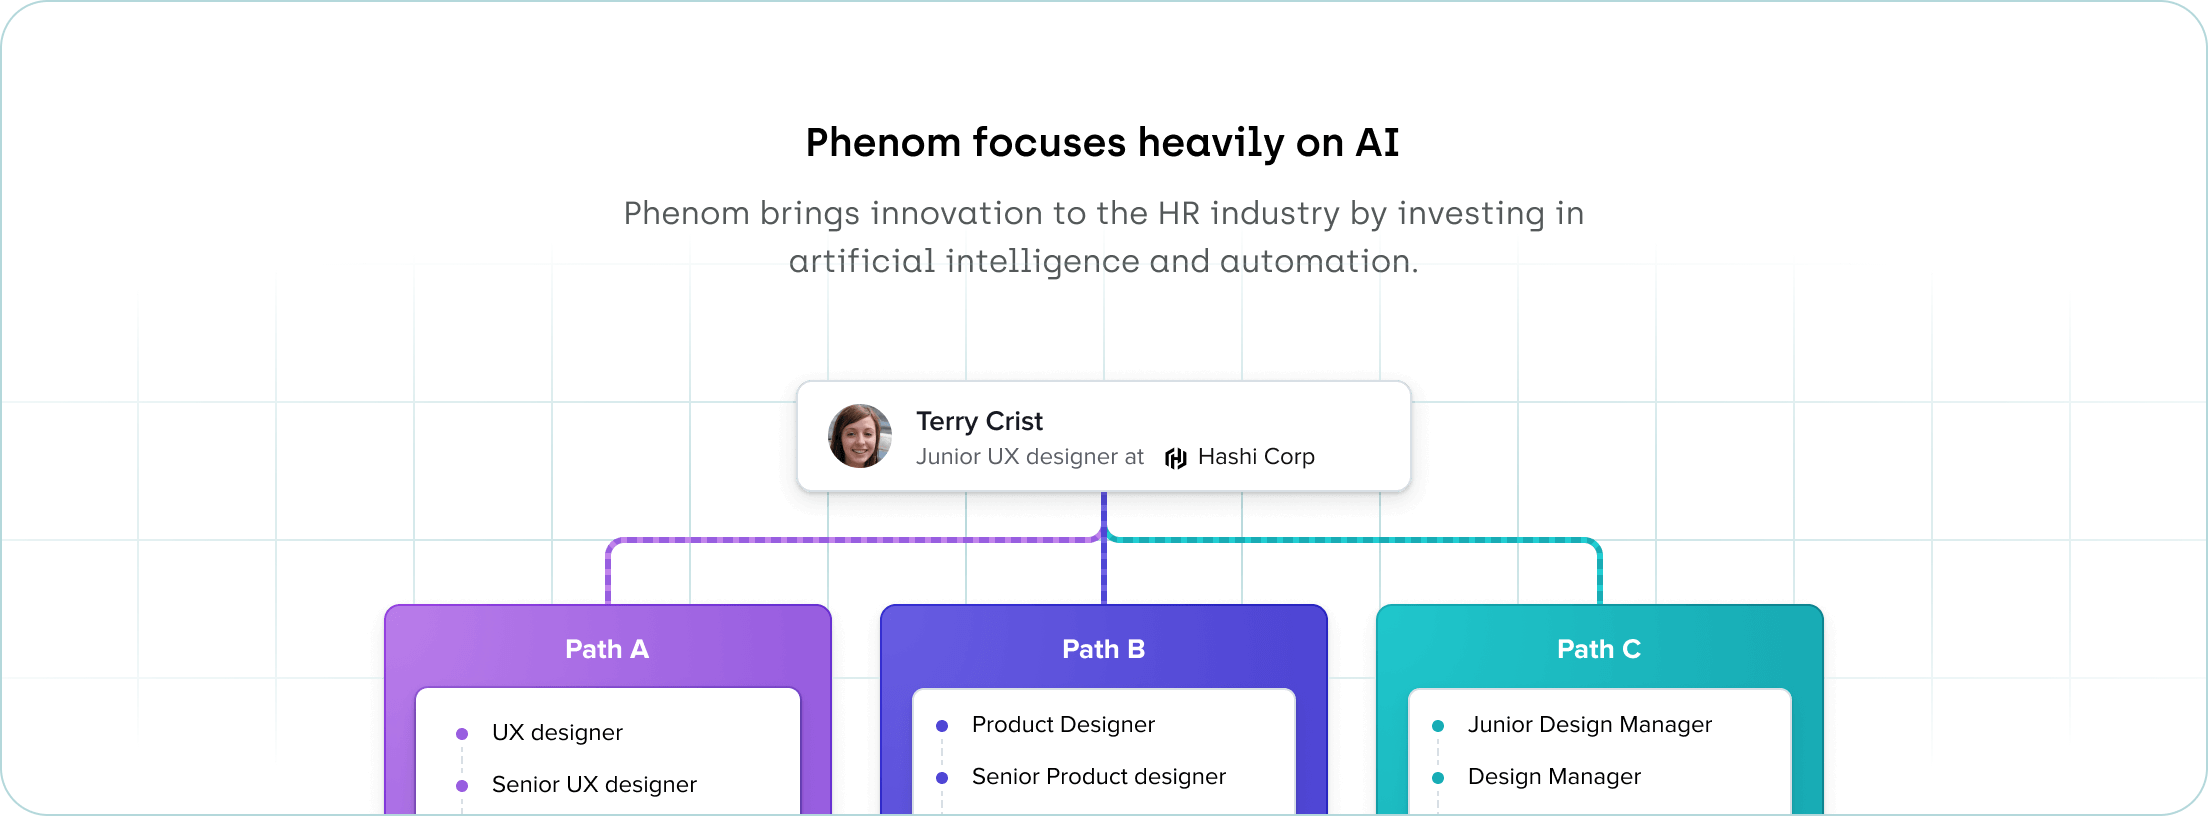 Phenom focuses heavily on AI
Phenom brings innovation to the HR industry by investing in
artificial intelligence and automation.
Terry Crist
Junior UX designer at Hashi Corp
Path A
UX designer
Senior UX designer
Path B
Product Designer
Senior Product designer
Path C
Junior Design Manager
Design Manager